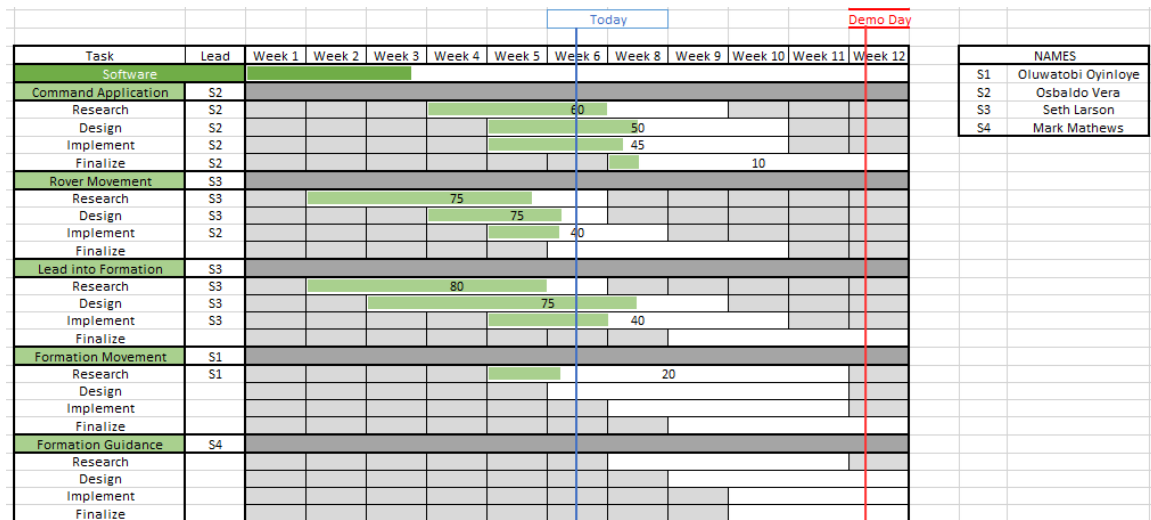 Today Demo Day
Task Lead Week 1 Week 2 Week 3 Week 4 Week 5 Week 6 Week 8 Week 9 Week 10 Week 11 Week 12 NAMES
Software S1 Oluwatobi Oyinloye
Command Application S2 S2 Osbaldo Vera
Research S2 60 S3 Seth Larson
Design S2 50 S4 Mark Mathews
Implement S2 45
Finalize S2 10
Rover Movement S3
Research S3 75
Design S3 75
Implement S2 40
Finalize
Lead into Formation S3
Research S3 80
Design S3 75
Implement S3 40
Finalize
Formation Movement S1
Research S1 20
Design
Implement
Finalize
Formation Guidance S4
Research
Design
Implement
Finalize